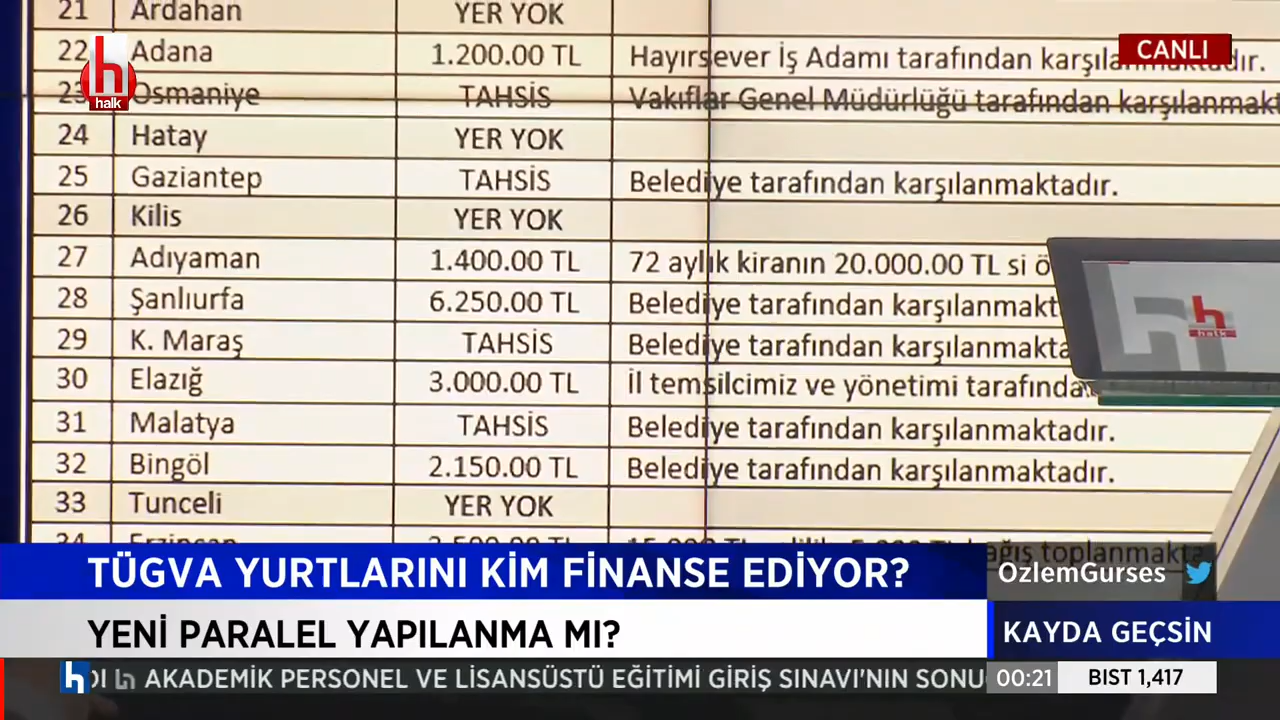 21 Ardahan YER YOK
22 Adana 1.200.00 TL Hayırsever İş Adamı tarafından karşılanmaktadır.
CANLI
h
halk
23 Osmaniye TAHSİS Vakıflar Genel Müdürlüğü tarafından
24 Hatay YER YOK
25 Gaziantep TAHSİS Belediye tarafından karşılanmaktadır.
26 Kilis YER YOK
27 Adıyaman 1.400.00 TL 72 aylık kiranın 20.000.00 TL si
28 Şanlıurfa 6.250.00 TL Belediye tarafından
29 K. Maraş TAHSİS Belediye tarafından
h
halk
30 Elazığ 3.000.00 TL İl temsilcimiz ve yönetimi
31 Malatya TAHSİS Belediye tarafından karşılanmaktadır.
32 Bingöl 2.150.00 TL Belediye tarafından karşılanmaktadır.
33 Tunceli YER YOK
TÜGVA YURTLARINI KİM FİNANSE EDİYOR?
OzlemGurses
YENİ PARALEL YAPILANMA MI?
KAYDA GEÇSİN
h AKADEMİK PERSONEL VE LİSANSÜSTÜ EĞİTİMİ GİRİŞ SINAVI'NIN
00:21 BIST 1,417